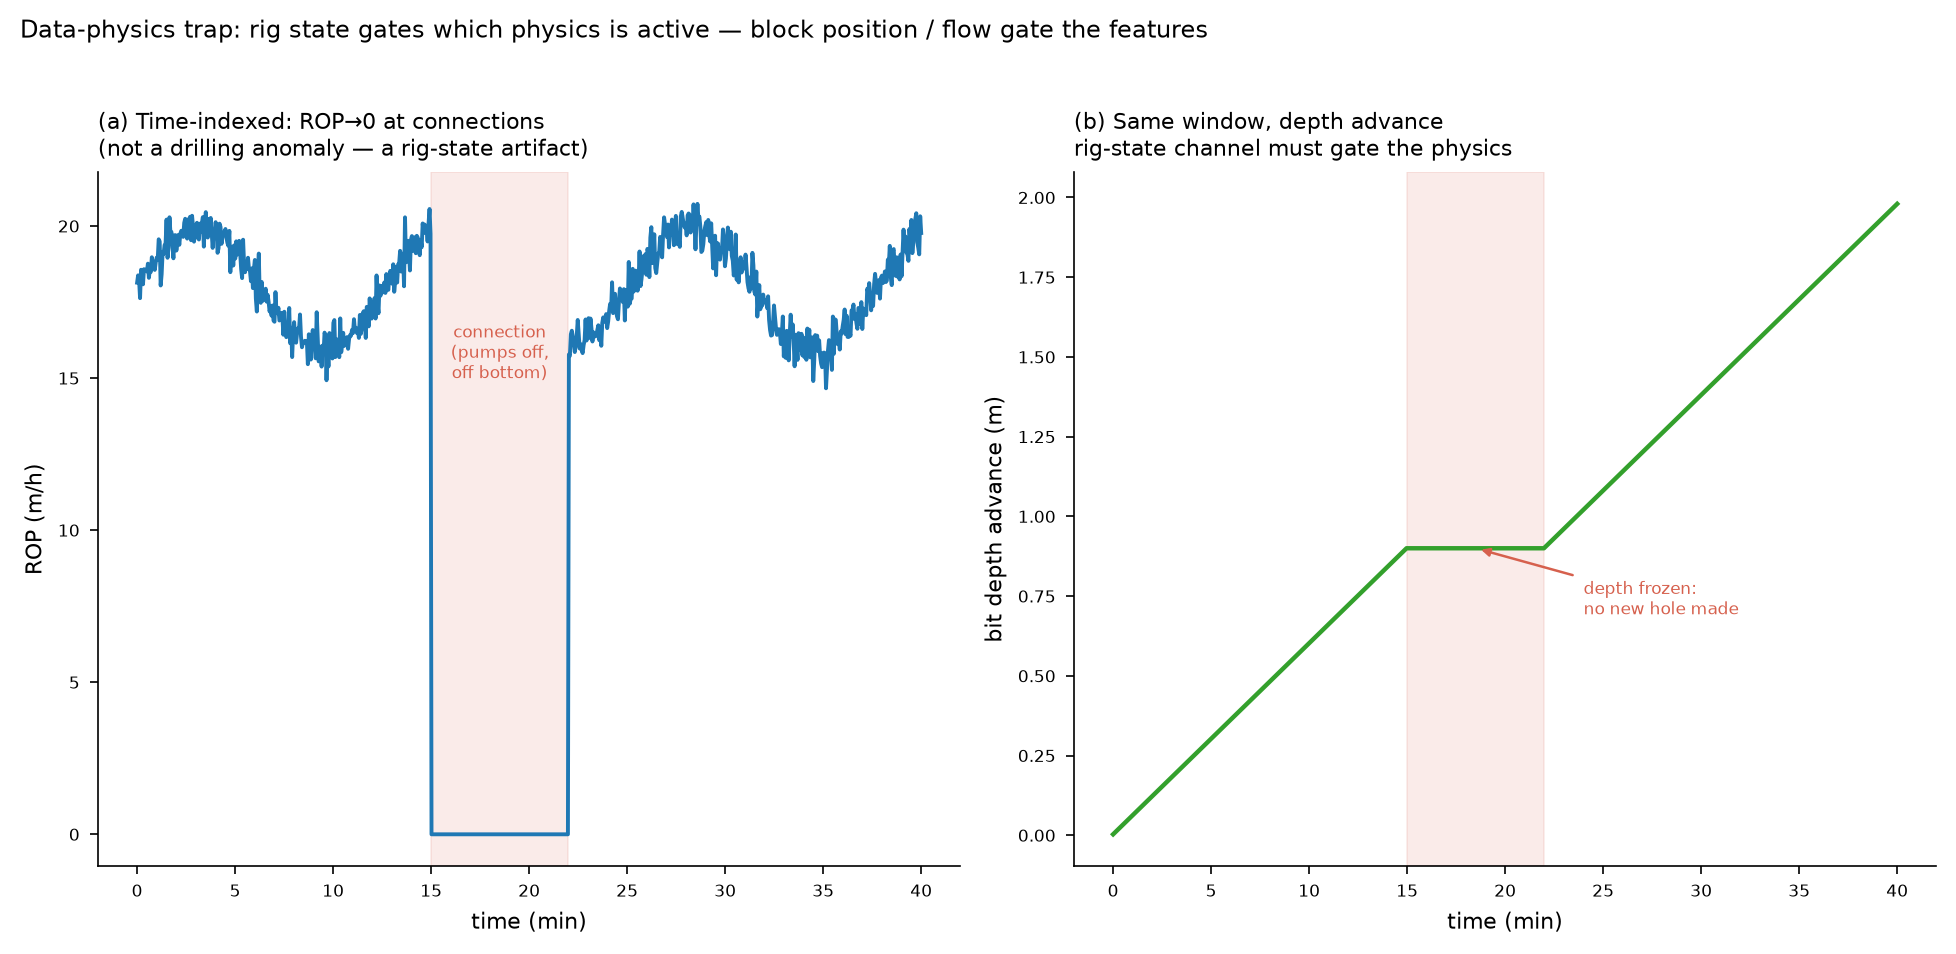 Data-physics trap: rig state gates which physics is active — block position / flow gate the features
(a) Time-indexed: ROP→0 at connections
(not a drilling anomaly — a rig-state artifact)
ROP (m/h)
20
15
10
5
0
connection
(pumps off,
off bottom)
0 5 10 15 20 25 30 35 40
time (min)
(b) Same window, depth advance
rig-state channel must gate the physics
bit depth advance (m)
2.00
1.75
1.50
1.25
1.00
0.75
0.50
0.25
0.00
depth frozen:
no new hole made
0 5 10 15 20 25 30 35 40
time (min)